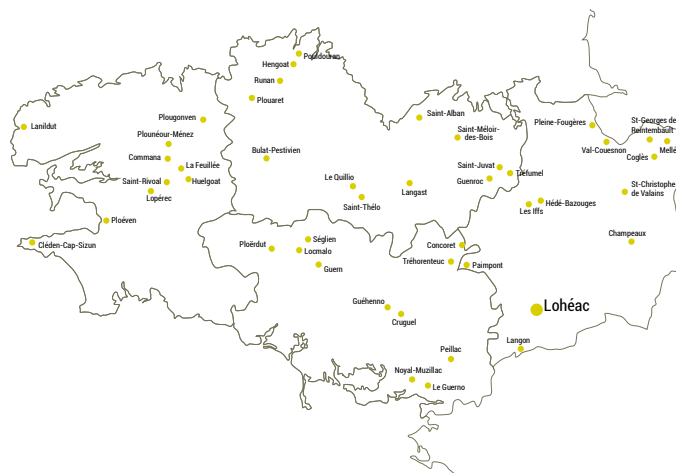 Pouldouran
Hengoat
Runan
Plouaret
Plougonven
Lanildut
Plounéour-Ménez
Commana
La Feuillée
Saint-Rivoal
Huelgoat
Lopérec
Bulat-Pestivien
Saint-Alban
Saint-Méloir-
des-Bois
Pleine-Fougères
St-Georges de
Reintembault
Val-Couesnon
Mellé
Coglès
Saint-Juvat
Tréfumel
Guenroc
Le Quillio
Saint-Thélo
Langast
St-Christophe
de Valains
Hédé-Bazouges
Les Iffs
Ploéven
Cléden-Cap-Sizun
Séglien
Ploërdut
Locmalo
Guern
Concoret
Tréhorenteuc
Paimpont
Champeaux
Guéhenno
Cruguel
Lohéac
Langon
Peillac
Noyal-Muzillac
Le Guerno